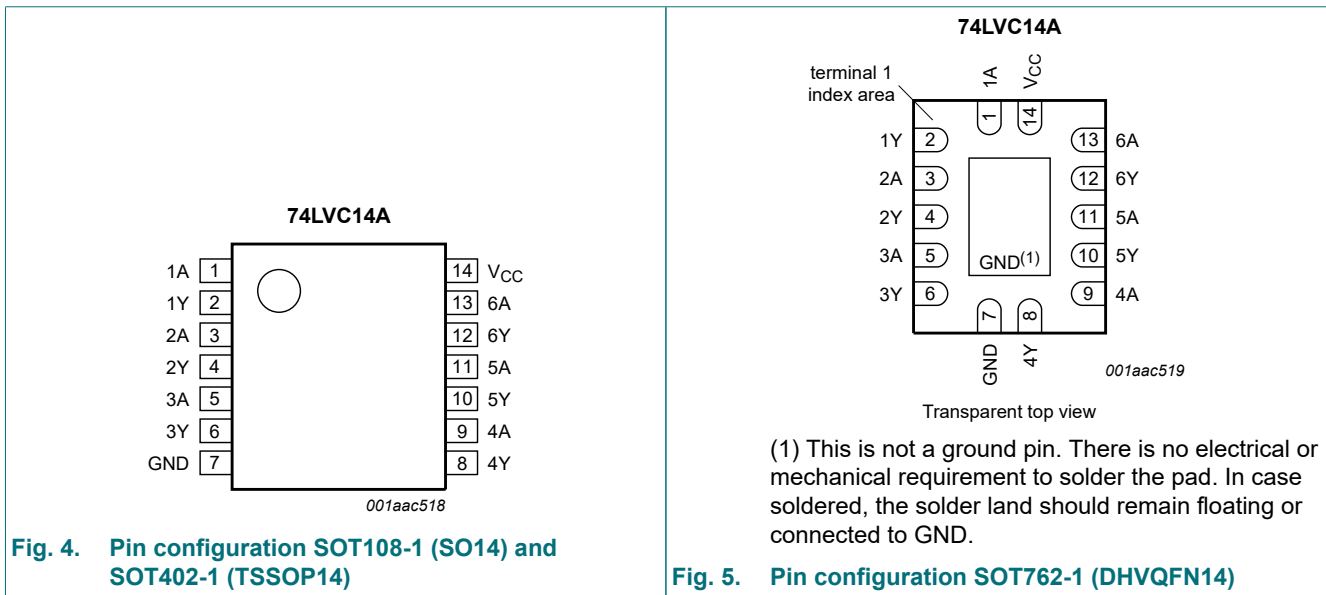 74LVC14A
1A 1
1Y 2
2A 3
2Y 4
3A 5
3Y 6
GND 7
14 VCC
13 6A
12 6Y
11 5A
10 5Y
9 4A
8 4Y
001aac518
Fig. 4. Pin configuration SOT108-1 (SO14) and
SOT402-1 (TSSOP14)
74LVC14A
terminal 1
index area
1A
VCC
1
14
1Y 2
2A 3
2Y 4
3A 5
3Y 6
13 6A
12 6Y
11 5A
10 5Y
9 4A
GND(1)
7
8
GND
4Y
001aac519
Transparent top view
(1) This is not a ground pin. There is no electrical or
mechanical requirement to solder the pad. In case
soldered, the solder land should remain floating or
connected to GND.
Fig. 5. Pin configuration SOT762-1 (DHVQFN14)